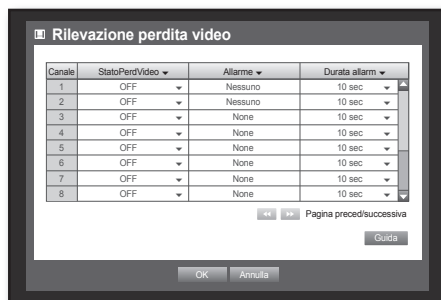 Rilevazione perdita video
Canale StatoPerdVideo Allarme Durata allarm
1 OFF Nessuno 10 sec
2 OFF Nessuno 10 sec
3 OFF None 10 sec
4 OFF None 10 sec
5 OFF None 10 sec
6 OFF None 10 sec
7 OFF None 10 sec
8 OFF None 10 sec
Pagina preced/successiva
Guida
OK Annulla